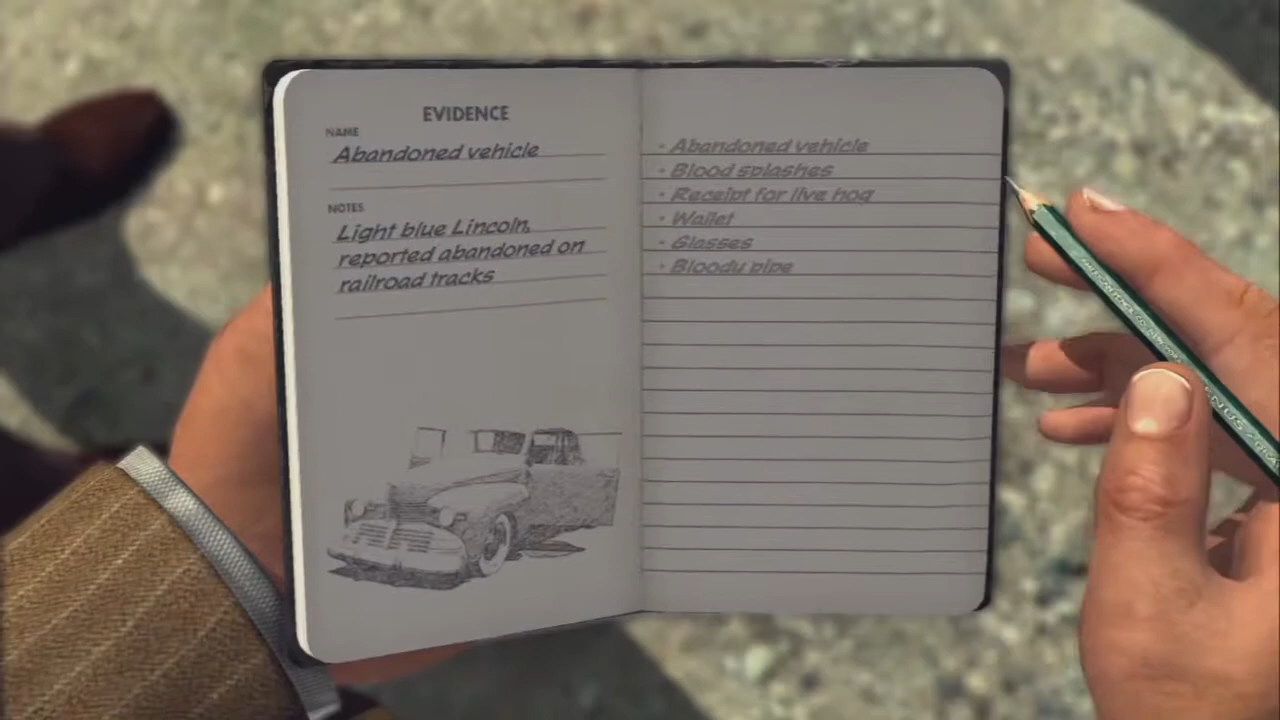 EVIDENCE
NAME
Abandoned vehicle
NOTES
Light blue Lincoln,
reported abandoned on
railroad tracks
- Abandoned vehicle
- Blood splashes
- Receipt for live hog
- Wallet
- Glasses
- Bloody pipe